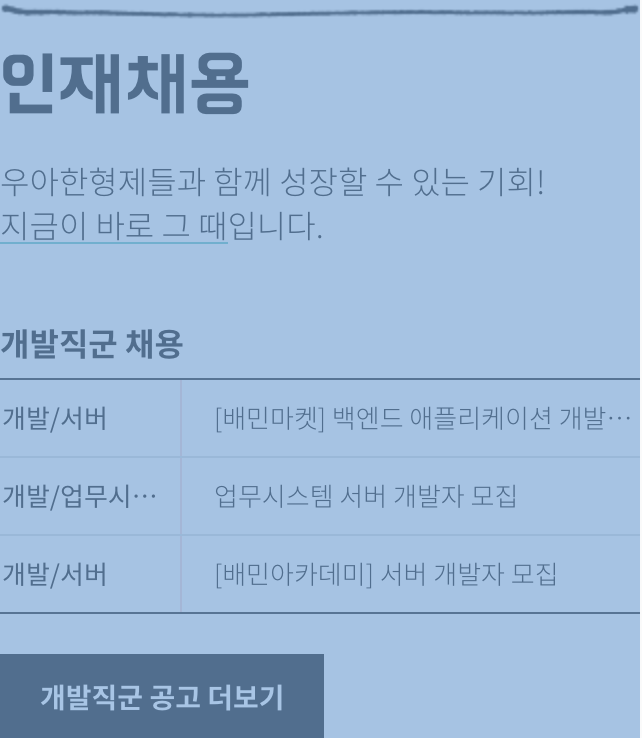 인재채용
우아한형제들과 함께 성장할 수 있는 기회!
지금이 바로 그 때입니다.
개발직군 채용
개발/서버 [배민마켓] 백엔드 애플리케이션 개발…
개발/업무시… 업무시스템 서버 개발자 모집
개발/서버 [배민아카데미] 서버 개발자 모집
개발직군 공고 더보기